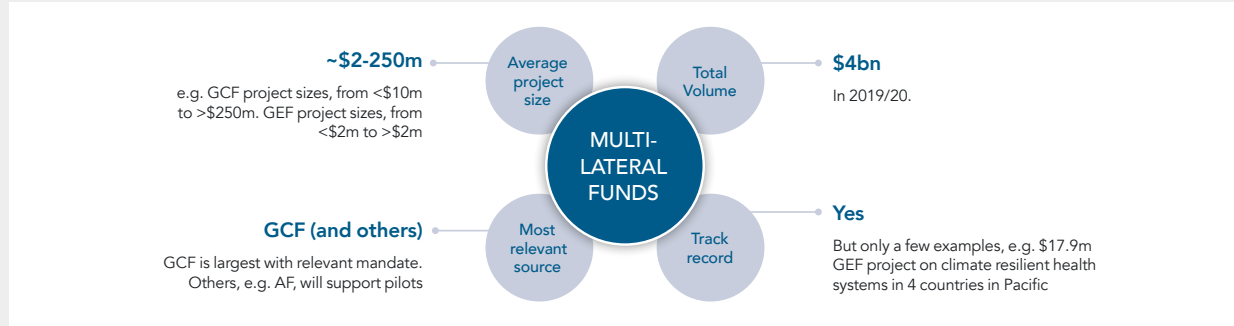 ~$2-250m
e.g. GCF project sizes, from <$10m
to >$250m. GEF project sizes, from
<$2m to >$2m
Average
project
size
Total
Volume
$4bn
In 2019/20.
MULTI-
LATERAL
FUNDS
GCF (and others)
GCF is largest with relevant mandate.
Others, e.g. AF, will support pilots
Most
relevant
source
Track
record
Yes
But only a few examples, e.g. $17.9m
GEF project on climate resilient health
systems in 4 countries in Pacific